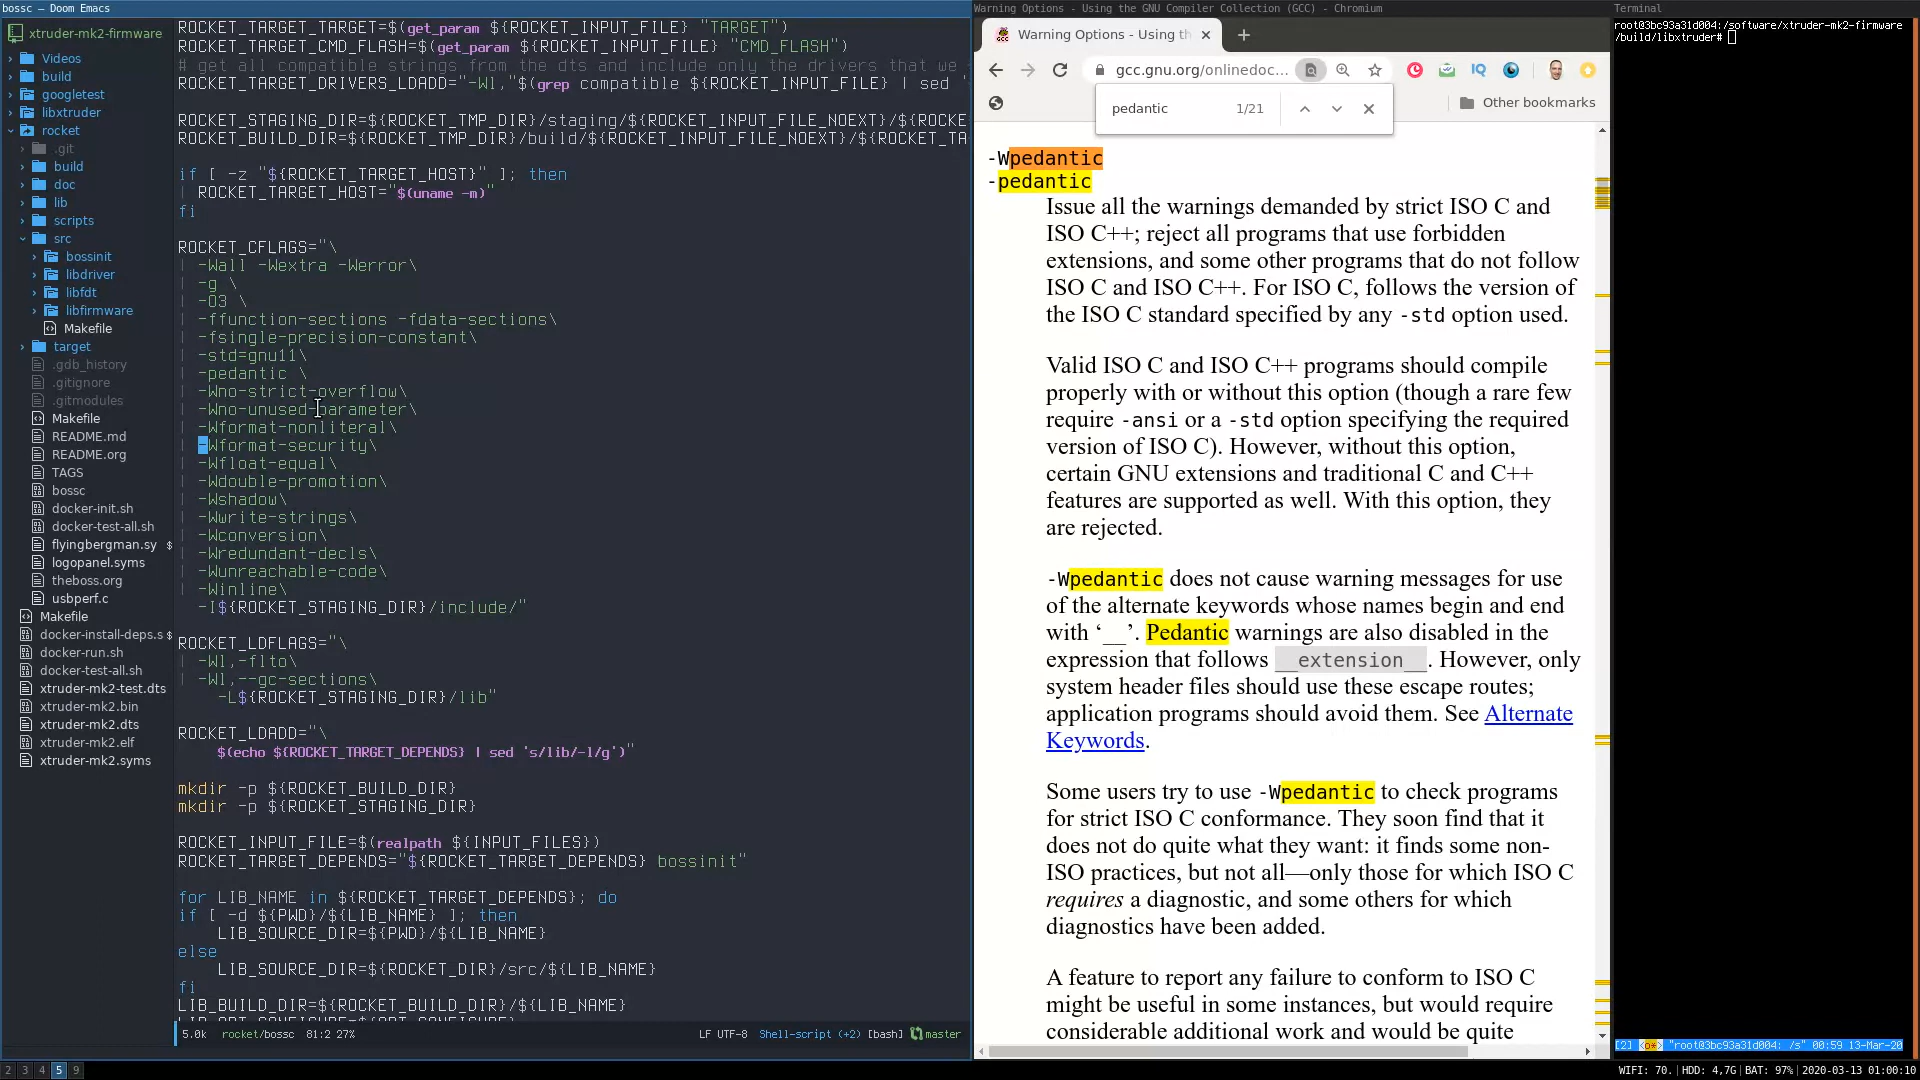 bossc – Doom Emacs
xtruder-mk2-firmware
Videos
build
googletest
libxtruder
rocket
.git
build
doc
lib
scripts
src
bossinit
libdriver
libfdt
libfirmware
Makefile
target
.gdb_history
.gitignore
.gitmodules
Makefile
README.md
README.org
TAGS
bossc
docker-init.sh
docker-test-all.sh
flyingbergman.sy $
logopanel.syms
theboss.org
usbperf.c
Makefile
docker-install-deps.s $
docker-run.sh
docker-test-all.sh
xtruder-mk2-test.dts
xtruder-mk2.bin
xtruder-mk2.dts
xtruder-mk2.elf
xtruder-mk2.syms
ROCKET_TARGET_TARGET=$(get_param ${ROCKET_INPUT_FILE} "TARGET")
ROCKET_TARGET_CMD_FLASH=$(get_param ${ROCKET_INPUT_FILE} "CMD_FLASH")
# get all compatible strings from the dts and include only the drivers that we
ROCKET_TARGET_DRIVERS_LDADD="-Wl,"$(grep compatible ${ROCKET_INPUT_FILE} | sed '
ROCKET_STAGING_DIR=${ROCKET_TMP_DIR}/staging/${ROCKET_INPUT_FILE_NOEXT}/${ROCKE
ROCKET_BUILD_DIR=${ROCKET_TMP_DIR}/build/${ROCKET_INPUT_FILE_NOEXT}/${ROCKET_TA
if [ -z "${ROCKET_TARGET_HOST}" ]; then
ROCKET_TARGET_HOST="$(uname -m)"
fi
ROCKET_CFLAGS="\
-Wall -Wextra -Werror\
-g \
-O3 \
-ffunction-sections -fdata-sections\
-fsingle-precision-constant\
-std=gnu11\
-pedantic \
-Wno-strict-overflow\
-Wno-unused-parameter\
-Wformat-nonliteral\
-Wformat-security\
-Wfloat-equal\
-Wdouble-promotion\
-Wshadow\
-Wwrite-strings\
-Wconversion\
-Wredundant-decls\
-Wunreachable-code\
-Winline\
-I${ROCKET_STAGING_DIR}/include/"
ROCKET_LDFLAGS="\
-Wl,-flto\
-Wl,--gc-sections\
-L${ROCKET_STAGING_DIR}/lib"
ROCKET_LDADD="\
$(echo ${ROCKET_TARGET_DEPENDS} | sed 's/lib/-l/g')"
mkdir -p ${ROCKET_BUILD_DIR}
mkdir -p ${ROCKET_STAGING_DIR}
ROCKET_INPUT_FILE=$(realpath ${INPUT_FILES})
ROCKET_TARGET_DEPENDS="${ROCKET_TARGET_DEPENDS} bossinit"
for LIB_NAME in ${ROCKET_TARGET_DEPENDS}; do
if [ -d ${PWD}/${LIB_NAME} ]; then
LIB_SOURCE_DIR=${PWD}/${LIB_NAME}
else
LIB_SOURCE_DIR=${ROCKET_DIR}/src/${LIB_NAME}
fi
LIB_BUILD_DIR=${ROCKET_BUILD_DIR}/${LIB_NAME}
5.0k rocket/bossc 81:2 27% LF UTF-8 Shell-script (+2) [bash] master
Warning Options - Using the GNU Compiler Collection (GCC) - Chromium
Warning Options - Using th
gcc.gnu.org/onlinedoc...
IQ
Other bookmarks
pedantic 1/21
-Wpedantic
-pedantic
Issue all the warnings demanded by strict ISO C and
ISO C++; reject all programs that use forbidden
extensions, and some other programs that do not follow
ISO C and ISO C++. For ISO C, follows the version of
the ISO C standard specified by any -std option used.
Valid ISO C and ISO C++ programs should compile
properly with or without this option (though a rare few
require -ansi or a -std option specifying the required
version of ISO C). However, without this option,
certain GNU extensions and traditional C and C++
features are supported as well. With this option, they
are rejected.
-Wpedantic does not cause warning messages for use
of the alternate keywords whose names begin and end
with ‘__’. Pedantic warnings are also disabled in the
expression that follows __extension__. However, only
system header files should use these escape routes;
application programs should avoid them. See Alternate
Keywords.
Some users try to use -Wpedantic to check programs
for strict ISO C conformance. They soon find that it
does not do quite what they want: it finds some non-
ISO practices, but not all—only those for which ISO C
requires a diagnostic, and some others for which
diagnostics have been added.
A feature to report any failure to conform to ISO C
might be useful in some instances, but would require
considerable additional work and would be quite
Terminal
root@3bc93a31d004:/software/xtruder-mk2-firmware
/build/libxtruder#
[2] <o*> "root@3bc93a31d004: /s" 00:59 13-Mar-20
2 3 4 5 9
WIFI: 70. | HDD: 4,7G | BAT: 97% | 2020-03-13 01:00:10